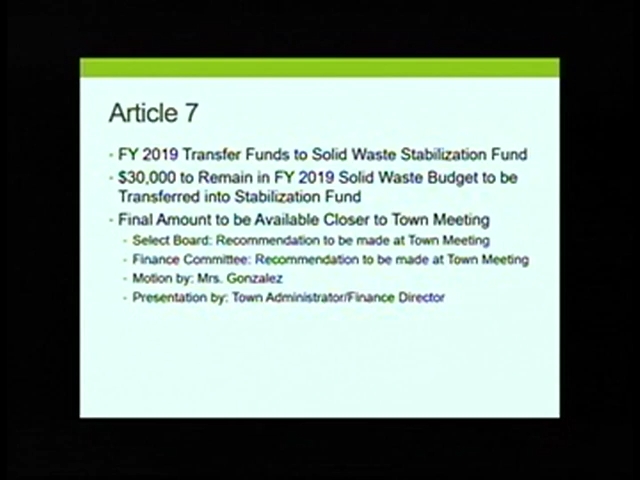 Article 7
· FY 2019 Transfer Funds to Solid Waste Stabilization Fund
· $30,000 to Remain in FY 2019 Solid Waste Budget to be
Transferred into Stabilization Fund
· Final Amount to be Available Closer to Town Meeting
· Select Board: Recommendation to be made at Town Meeting
· Finance Committee: Recommendation to be made at Town Meeting
· Motion by: Mrs. Gonzalez
· Presentation by: Town Administrator/Finance Director